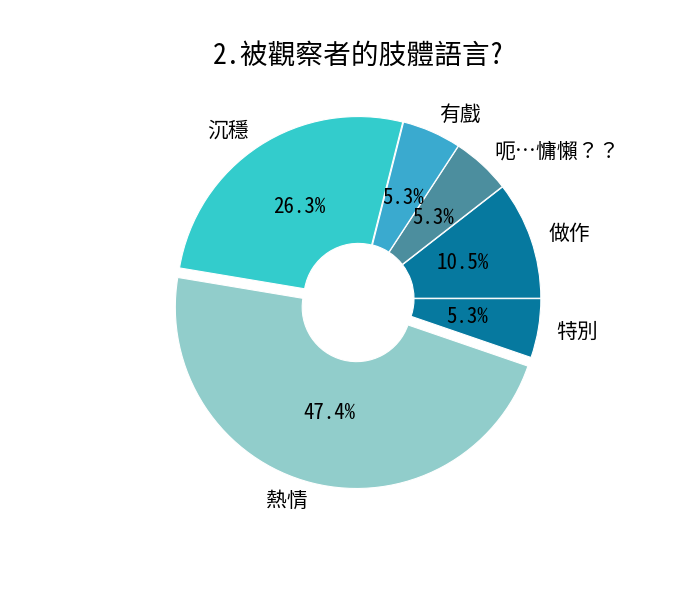 2.被觀察者的肢體語言?
沉穩
有戲
呃…慵懶？？
26.3%
5.3%
5.3%
做作
10.5%
5.3%
特別
47.4%
熱情